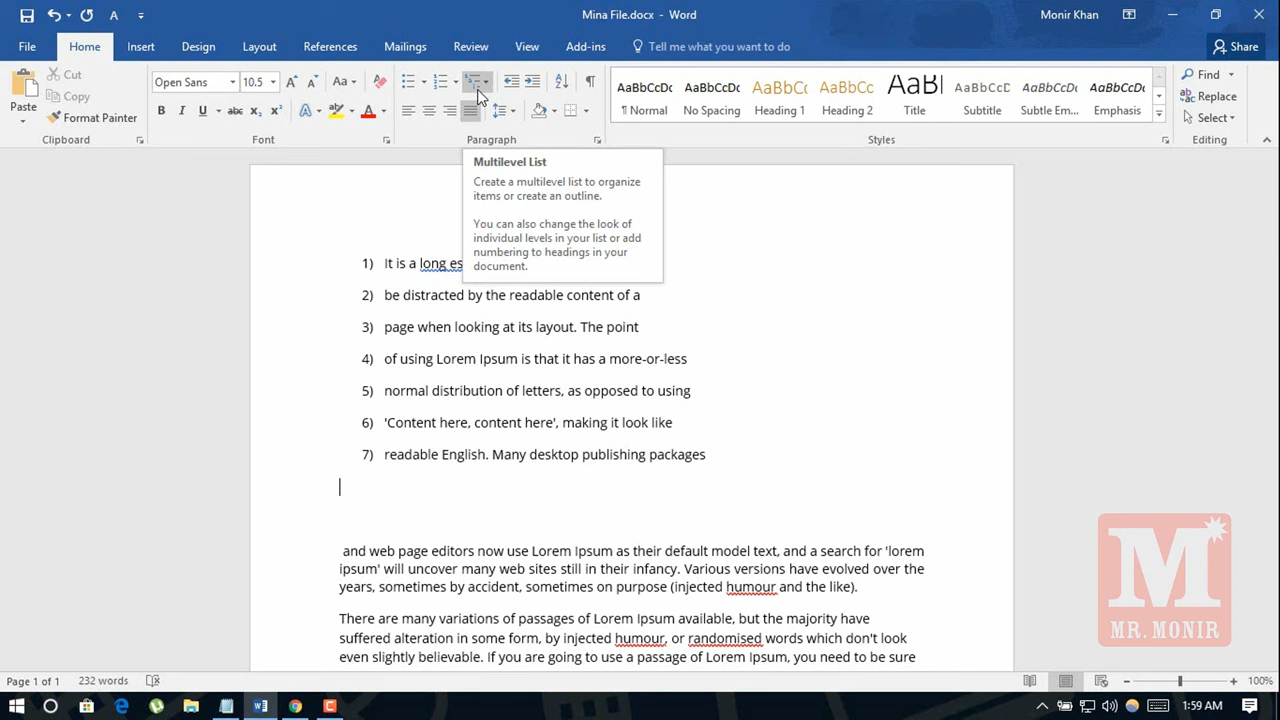 Mina File.docx - Word
Monir Khan
File Home Insert Design Layout References Mailings Review View Add-ins Tell me what you want to do Share
Paste
Cut
Copy
Format Painter
Clipboard
Open Sans 10.5
Font
Paragraph
AaBbCcDc AaBbCcDc AaBbCc AaBbCc AaBl AaBbCcD AaBbCcDc AaBbCcDc
¶ Normal No Spacing Heading 1 Heading 2 Title Subtitle Subtle Em... Emphasis
Styles
Find
Replace
Select
Editing
Multilevel List
Create a multilevel list to organize
items or create an outline.
You can also change the look of
individual levels in your list or add
numbering to headings in your
document.
1) It is a long es
2) be distracted by the readable content of a
3) page when looking at its layout. The point
4) of using Lorem Ipsum is that it has a more-or-less
5) normal distribution of letters, as opposed to using
6) 'Content here, content here', making it look like
7) readable English. Many desktop publishing packages
and web page editors now use Lorem Ipsum as their default model text, and a search for 'lorem
ipsum' will uncover many web sites still in their infancy. Various versions have evolved over the
years, sometimes by accident, sometimes on purpose (injected humour and the like).
There are many variations of passages of Lorem Ipsum available, but the majority have
suffered alteration in some form, by injected humour, or randomised words which don't look
even slightly believable. If you are going to use a passage of Lorem Ipsum, you need to be sure
M
MR. MONIR
Page 1 of 1 232 words 100%
1:59 AM